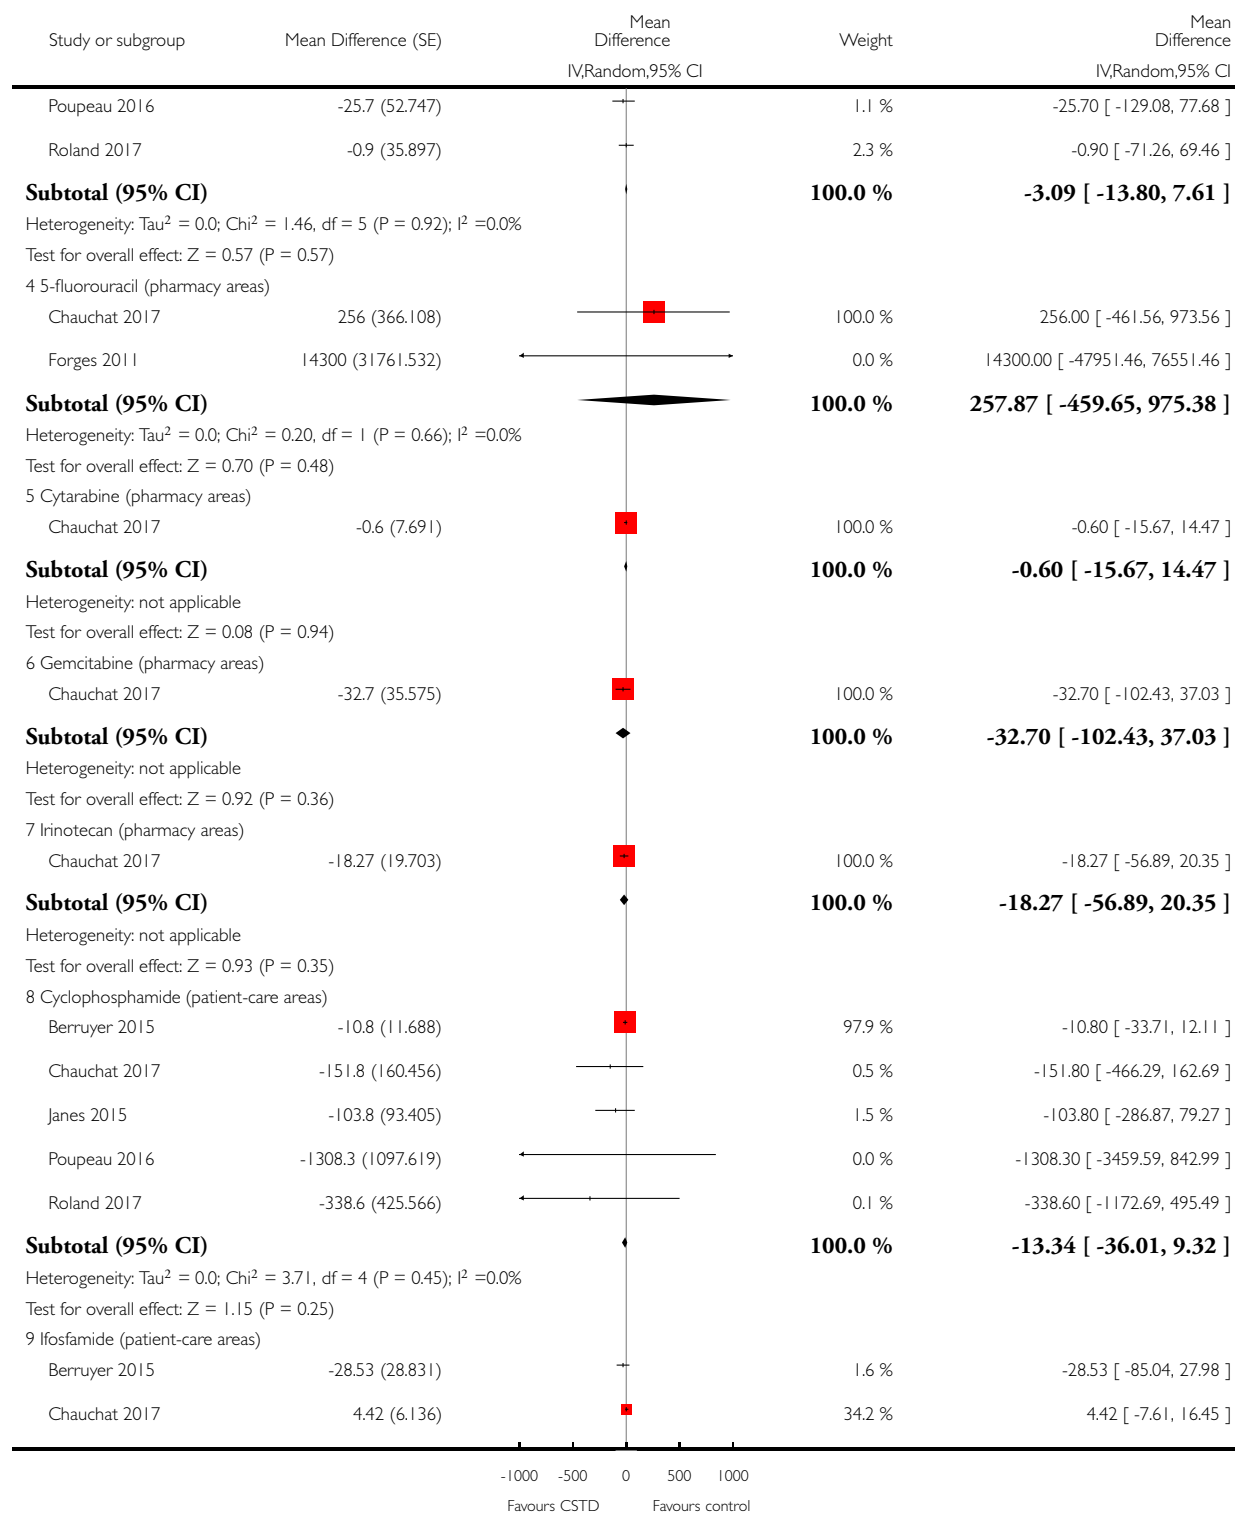 Study or subgroup Mean Difference (SE) Mean Difference Weight Mean Difference
IV,Random,95% CI IV,Random,95% CI
Poupeau 2016 -25.7 (52.747) 1.1 % -25.70 [ -129.08, 77.68 ]
Roland 2017 -0.9 (35.897) 2.3 % -0.90 [ -71.26, 69.46 ]
Subtotal (95% CI) 100.0 % -3.09 [ -13.80, 7.61 ]
Heterogeneity: Tau² = 0.0; Chi² = 1.46, df = 5 (P = 0.92); I² =0.0%
Test for overall effect: Z = 0.57 (P = 0.57)
4 5-fluorouracil (pharmacy areas)
Chauchat 2017 256 (366.108) 100.0 % 256.00 [ -461.56, 973.56 ]
Forges 2011 14300 (31761.532) 0.0 % 14300.00 [ -47951.46, 76551.46 ]
Subtotal (95% CI) 100.0 % 257.87 [ -459.65, 975.38 ]
Heterogeneity: Tau² = 0.0; Chi² = 0.20, df = 1 (P = 0.66); I² =0.0%
Test for overall effect: Z = 0.70 (P = 0.48)
5 Cytarabine (pharmacy areas)
Chauchat 2017 -0.6 (7.691) 100.0 % -0.60 [ -15.67, 14.47 ]
Subtotal (95% CI) 100.0 % -0.60 [ -15.67, 14.47 ]
Heterogeneity: not applicable
Test for overall effect: Z = 0.08 (P = 0.94)
6 Gemcitabine (pharmacy areas)
Chauchat 2017 -32.7 (35.575) 100.0 % -32.70 [ -102.43, 37.03 ]
Subtotal (95% CI) 100.0 % -32.70 [ -102.43, 37.03 ]
Heterogeneity: not applicable
Test for overall effect: Z = 0.92 (P = 0.36)
7 Irinotecan (pharmacy areas)
Chauchat 2017 -18.27 (19.703) 100.0 % -18.27 [ -56.89, 20.35 ]
Subtotal (95% CI) 100.0 % -18.27 [ -56.89, 20.35 ]
Heterogeneity: not applicable
Test for overall effect: Z = 0.93 (P = 0.35)
8 Cyclophosphamide (patient-care areas)
Berruyer 2015 -10.8 (11.688) 97.9 % -10.80 [ -33.71, 12.11 ]
Chauchat 2017 -151.8 (160.456) 0.5 % -151.80 [ -466.29, 162.69 ]
Janes 2015 -103.8 (93.405) 1.5 % -103.80 [ -286.87, 79.27 ]
Poupeau 2016 -1308.3 (1097.619) 0.0 % -1308.30 [ -3459.59, 842.99 ]
Roland 2017 -338.6 (425.566) 0.1 % -338.60 [ -1172.69, 495.49 ]
Subtotal (95% CI) 100.0 % -13.34 [ -36.01, 9.32 ]
Heterogeneity: Tau² = 0.0; Chi² = 3.71, df = 4 (P = 0.45); I² =0.0%
Test for overall effect: Z = 1.15 (P = 0.25)
9 Ifosfamide (patient-care areas)
Berruyer 2015 -28.53 (28.831) 1.6 % -28.53 [ -85.04, 27.98 ]
Chauchat 2017 4.42 (6.136) 34.2 % 4.42 [ -7.61, 16.45 ]
-1000 -500 0 500 1000
Favours CSTD Favours control